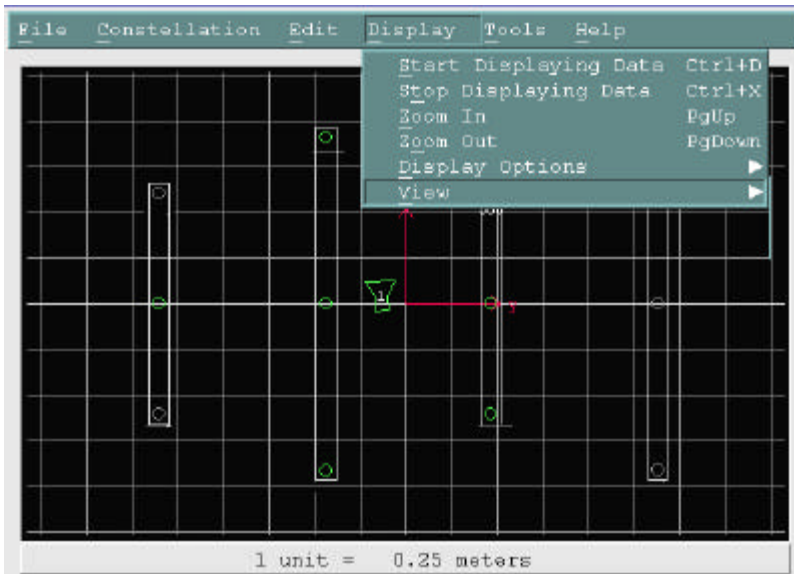 File Constellation Edit Display Tools Help
Start Displaying Data Ctrl+D
Stop Displaying Data Ctrl+X
Zoom In PgUp
Zoom Out PgDown
Display Options
View
1
1 unit = 0.25 meters